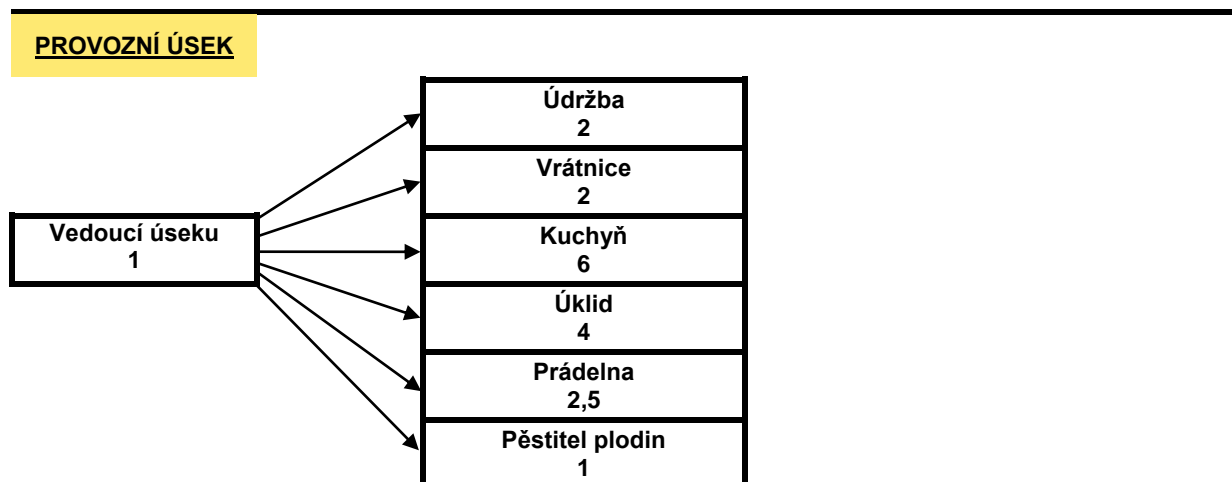 PROVOZNÍ ÚSEK
Údržba
2
Vrátnice
2
Vedoucí úseku
1
Kuchyň
6
Úklid
4
Prádelna
2,5
Pěstitel plodin
1